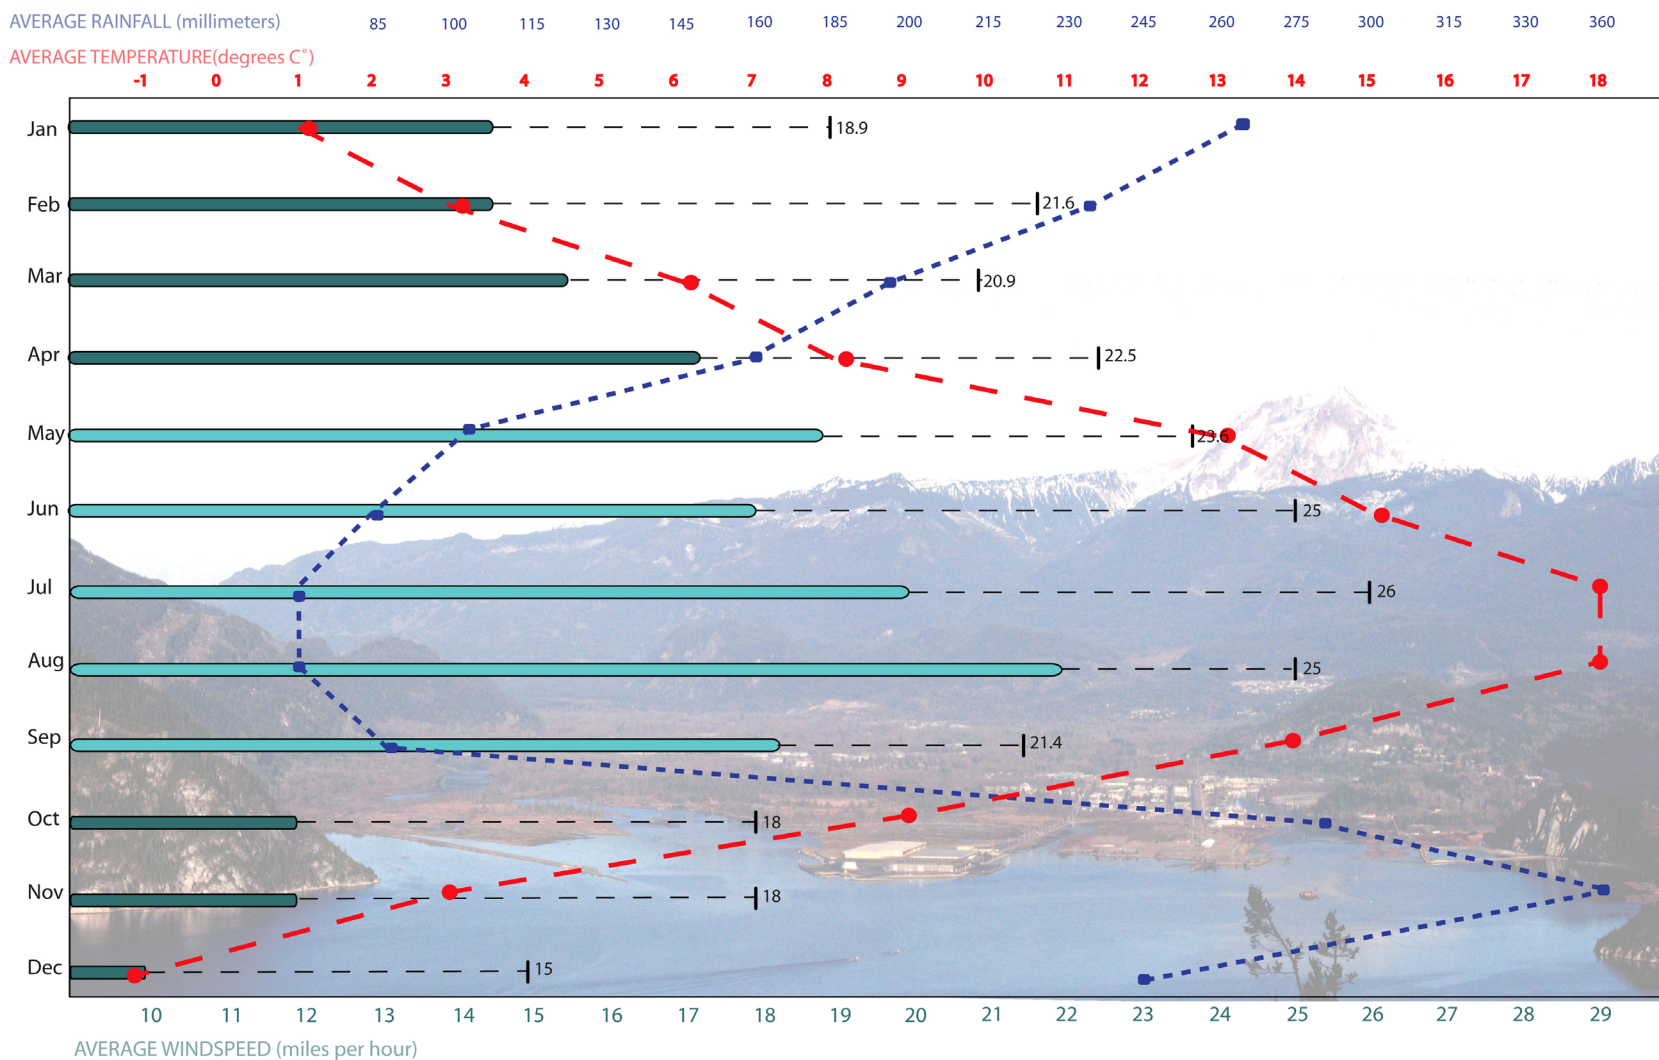 AVERAGE RAINFALL (millimeters) 85 100 115 130 145 160 185 200 215 230 245 260 275 300 315 330 360
AVERAGE TEMPERATURE(degrees C˚)
-1 0 1 2 3 4 5 6 7 8 9 10 11 12 13 14 15 16 17 18
Jan 18.9
Feb 21.6
Mar 20.9
Apr 22.5
May 23.6
Jun 25
Jul 26
Aug 25
Sep 21.4
Oct 18
Nov 18
Dec 15
10 11 12 13 14 15 16 17 18 19 20 21 22 23 24 25 26 27 28 29
AVERAGE WINDSPEED (miles per hour)